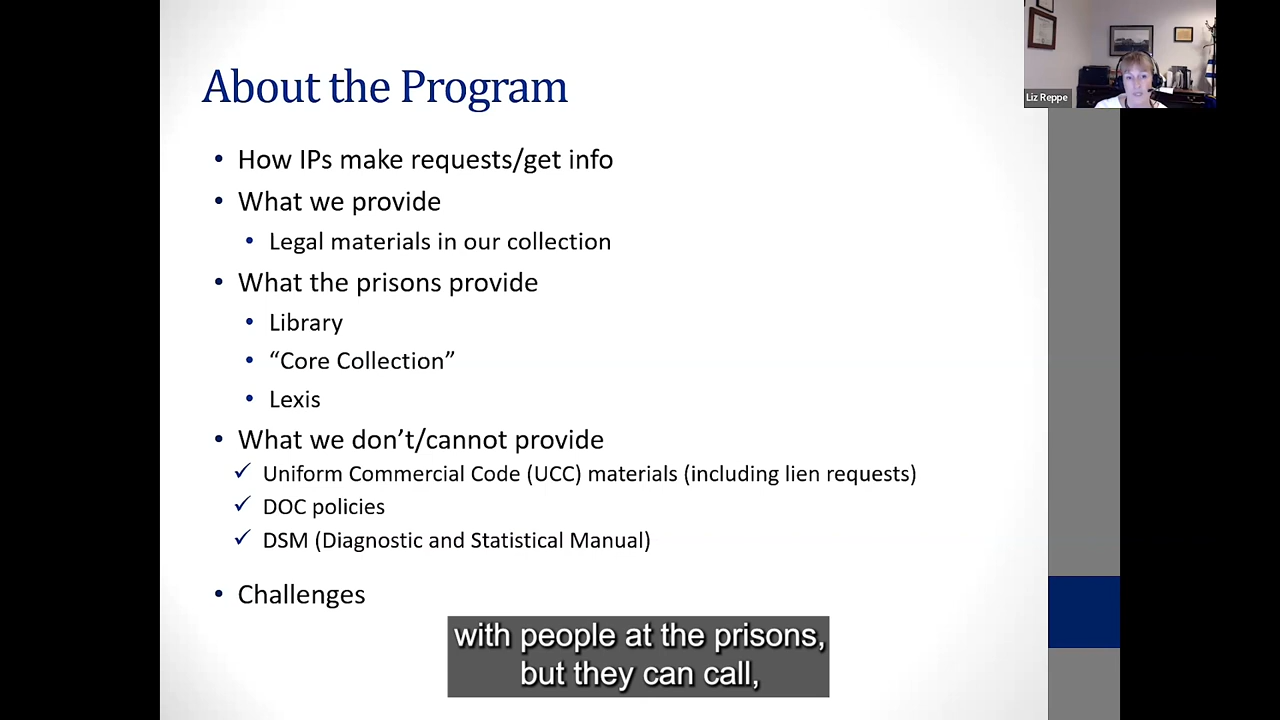 About the Program
Liz Reppe
• How IPs make requests/get info
• What we provide
• Legal materials in our collection
• What the prisons provide
• Library
• “Core Collection”
• Lexis
• What we don’t/cannot provide
✓ Uniform Commercial Code (UCC) materials (including lien requests)
✓ DOC policies
✓ DSM (Diagnostic and Statistical Manual)
• Challenges
with people at the prisons,
but they can call,